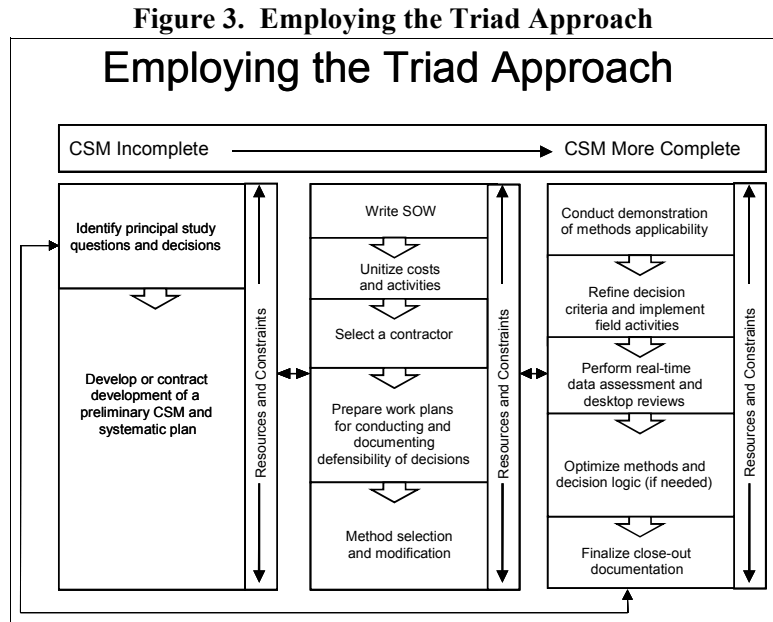 Figure 3.  Employing the Triad Approach
Employing the Triad Approach
CSM Incomplete
CSM More Complete
Identify principal study
questions and decisions
Develop or contract
development of a
preliminary CSM and
systematic plan
Resources and Constraints
Write SOW
Unitize costs
and activities
Select a contractor
Prepare work plans
for conducting and
documenting
defensibility of decisions
Method selection
and modification
Resources and Constraints
Conduct demonstration
of methods applicability
Refine decision
criteria and implement
field activities
Perform real-time
data assessment and
desktop reviews
Optimize methods and
decision logic (if needed)
Finalize close-out
documentation
Resources and Constraints